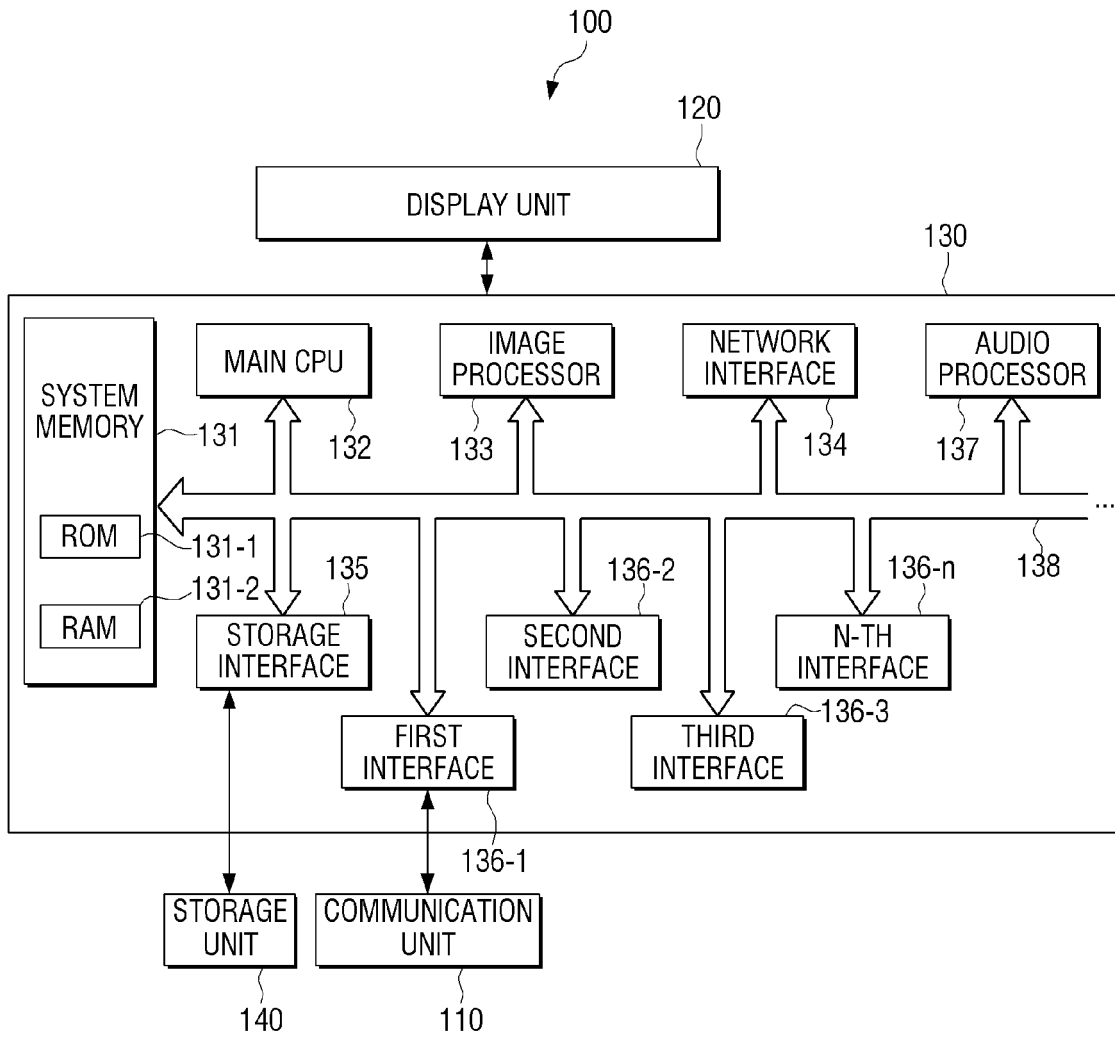 100
120
DISPLAY UNIT
130
SYSTEM
MEMORY
131
MAIN CPU
132
IMAGE
PROCESSOR
133
NETWORK
INTERFACE
134
AUDIO
PROCESSOR
137
...
138
ROM
131-1
RAM
131-2
135
STORAGE
INTERFACE
136-2
SECOND
INTERFACE
136-n
N-TH
INTERFACE
FIRST
INTERFACE
136-1
136-3
THIRD
INTERFACE
STORAGE
UNIT
140
COMMUNICATION
UNIT
110